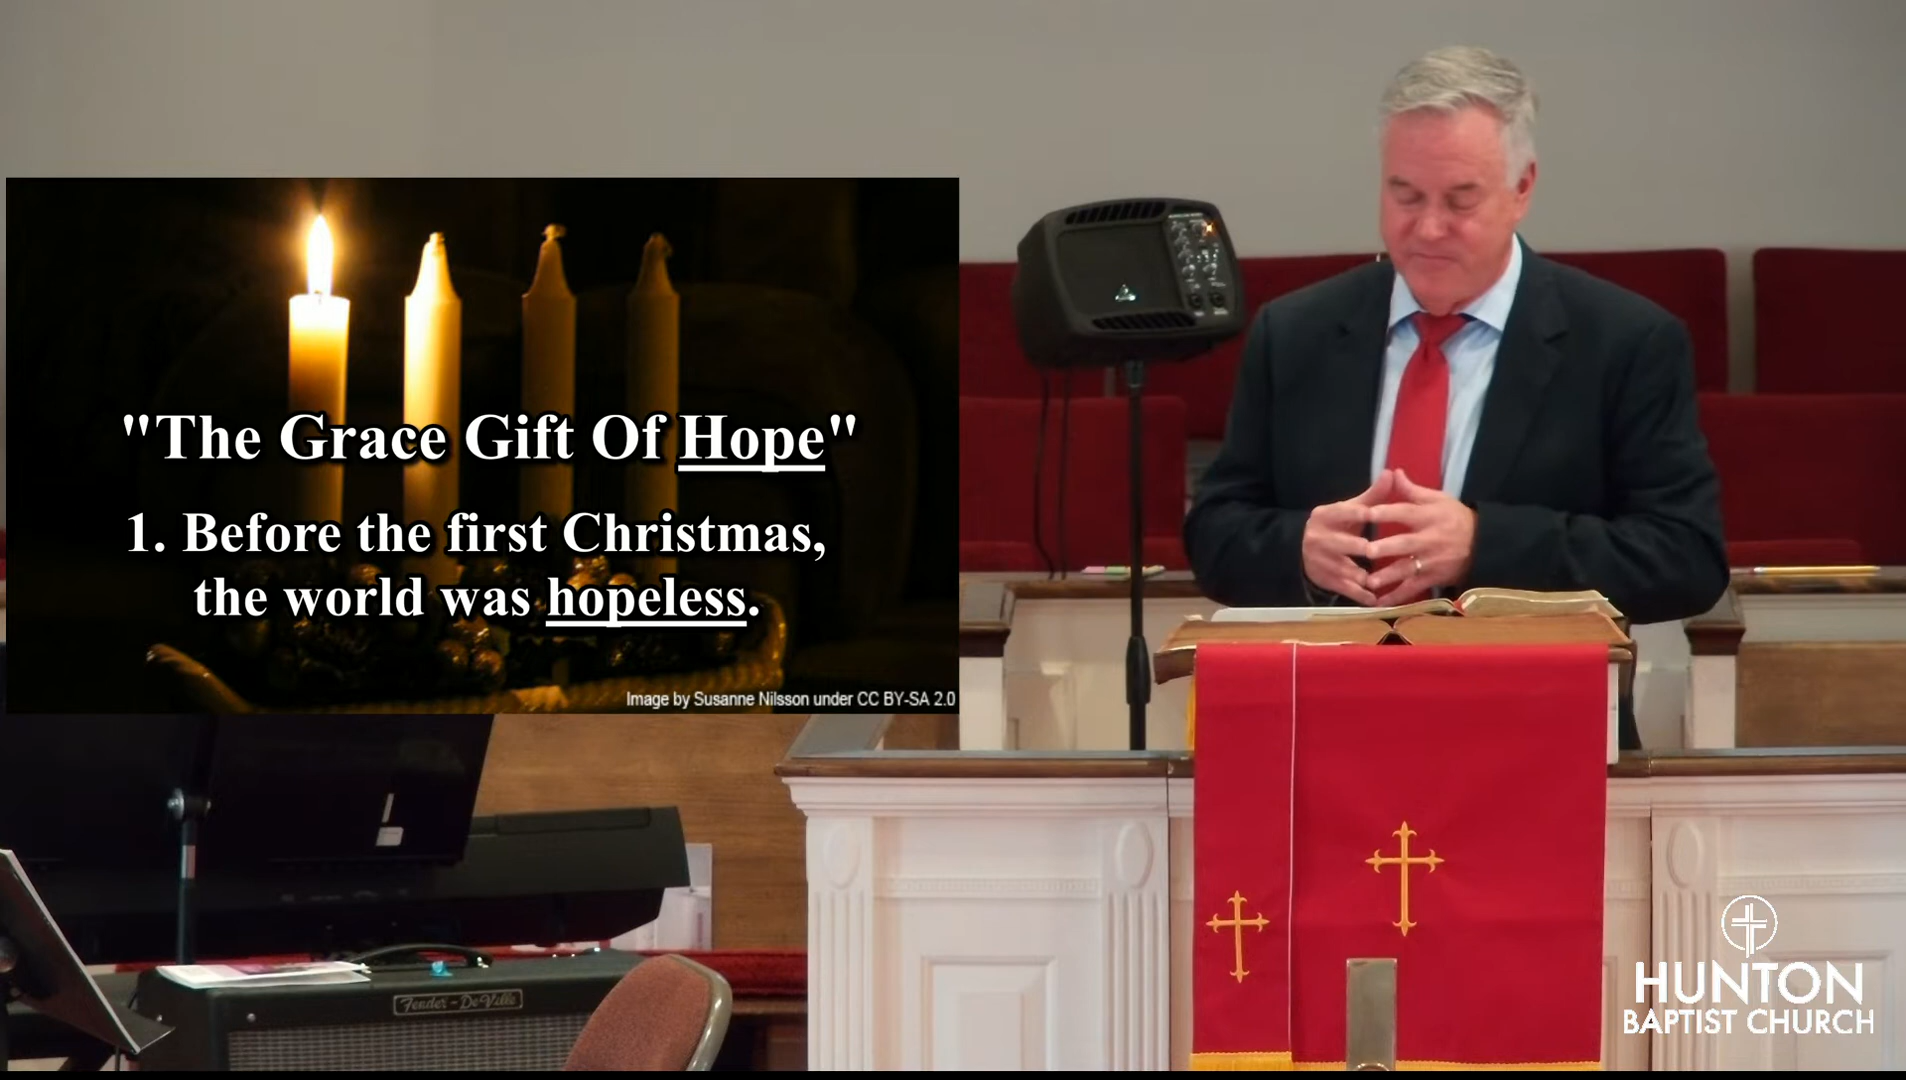 "The Grace Gift Of Hope"
1. Before the first Christmas,
the world was hopeless.
Image by Susanne Nilsson under CC BY-SA 2.0
Fender - DeVille
HUNTON
BAPTIST CHURCH